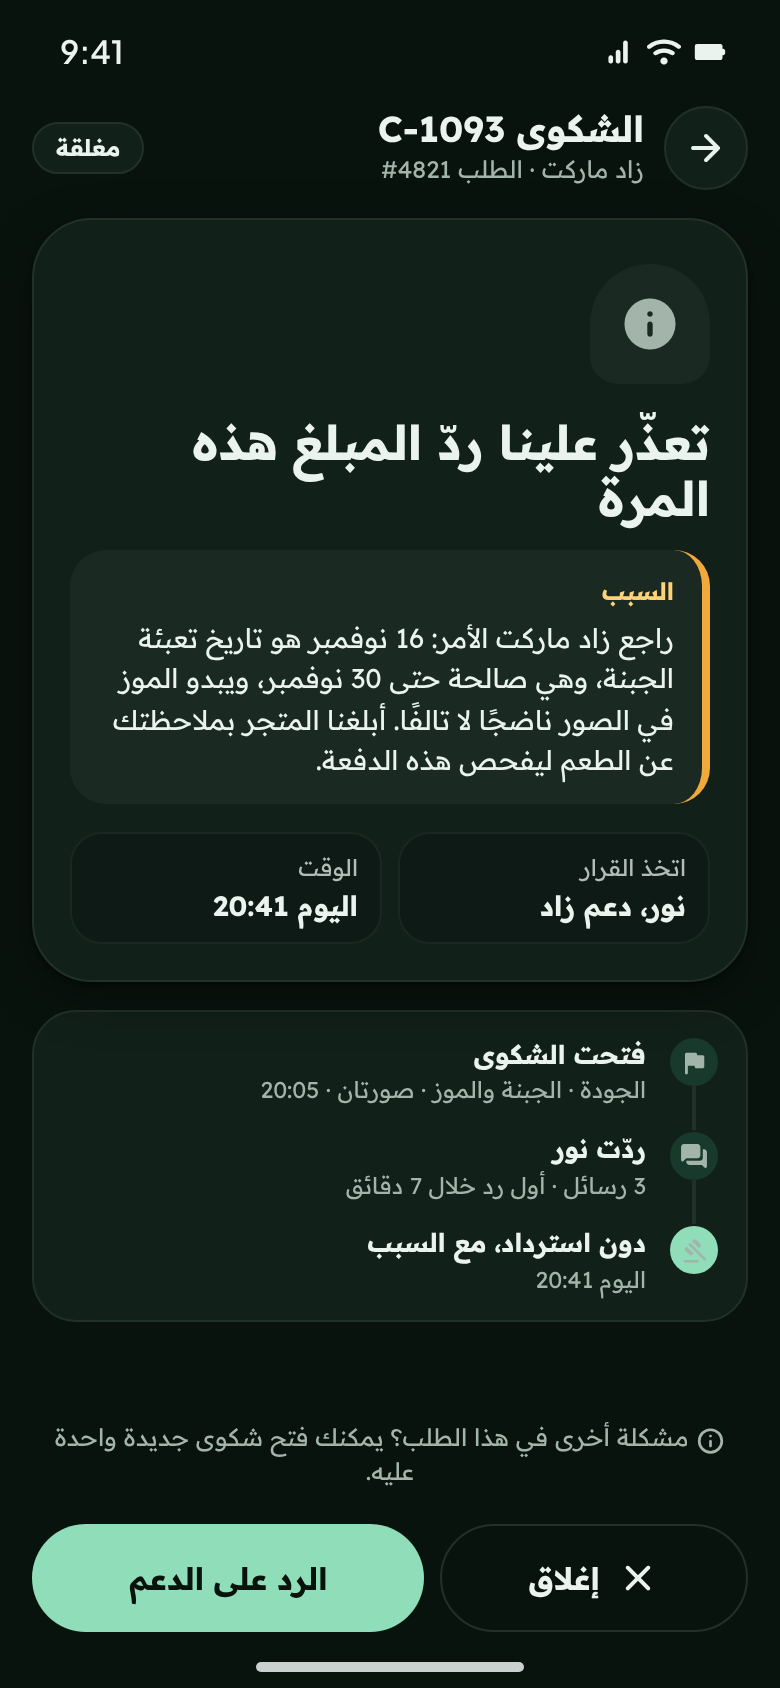 9:41
الشكوى C-1093
زاد ماركت · الطلب 4821#
مغلقة
تعذّر علينا ردّ المبلغ هذه
المرة
السبب
راجع زاد ماركت الأمر: 16 نوفمبر هو تاريخ تعبئة
الجبنة، وهي صالحة حتى 30 نوفمبر، ويبدو الموز
في الصور ناضجًا لا تالفًا. أبلغنا المتجر بملاحظتك
عن الطعم ليفحص هذه الدفعة.
اتخذ القرار
نور، دعم زاد
الوقت
اليوم 20:41
فتحت الشكوى
الجودة · الجبنة والموز · صورتان · 20:05
ردّت نور
3 رسائل · أول رد خلال 7 دقائق
دون استرداد، مع السبب
اليوم 20:41
مشكلة أخرى في هذا الطلب؟ يمكنك فتح شكوى جديدة واحدة
عليه.
إغلاق
الرد على الدعم